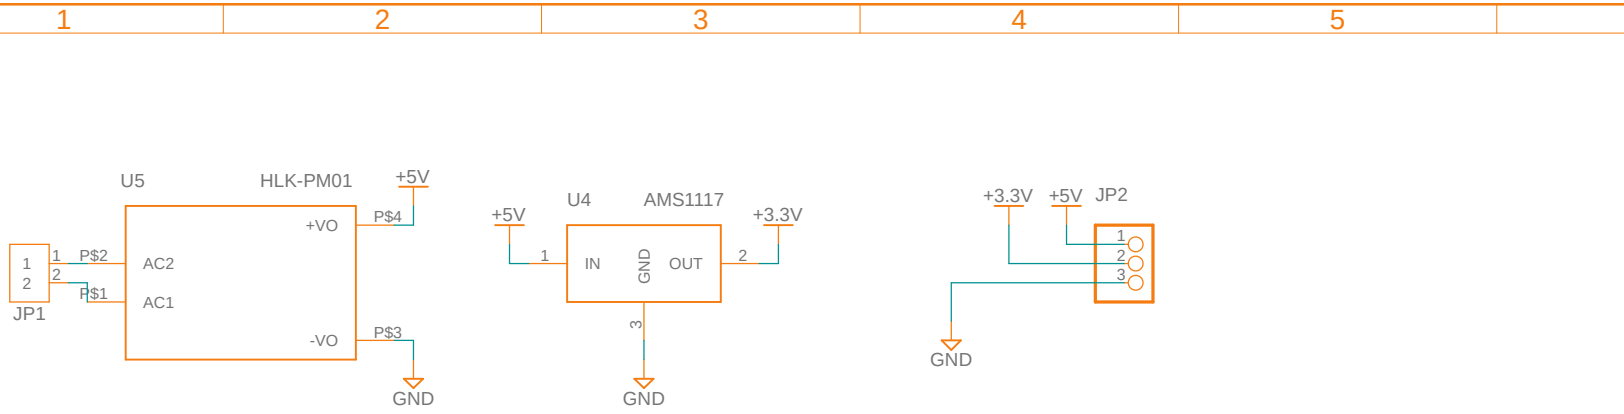 1 2 3 4 5
U5 HLK-PM01 +5V
+VO P$4
1 1 P$2 AC2
2 2 P$1 AC1
JP1
-VO P$3
GND
U4 AMS1117
+5V +3.3V
1 IN GND OUT 2
3
GND
+3.3V +5V JP2
1
2
3
GND